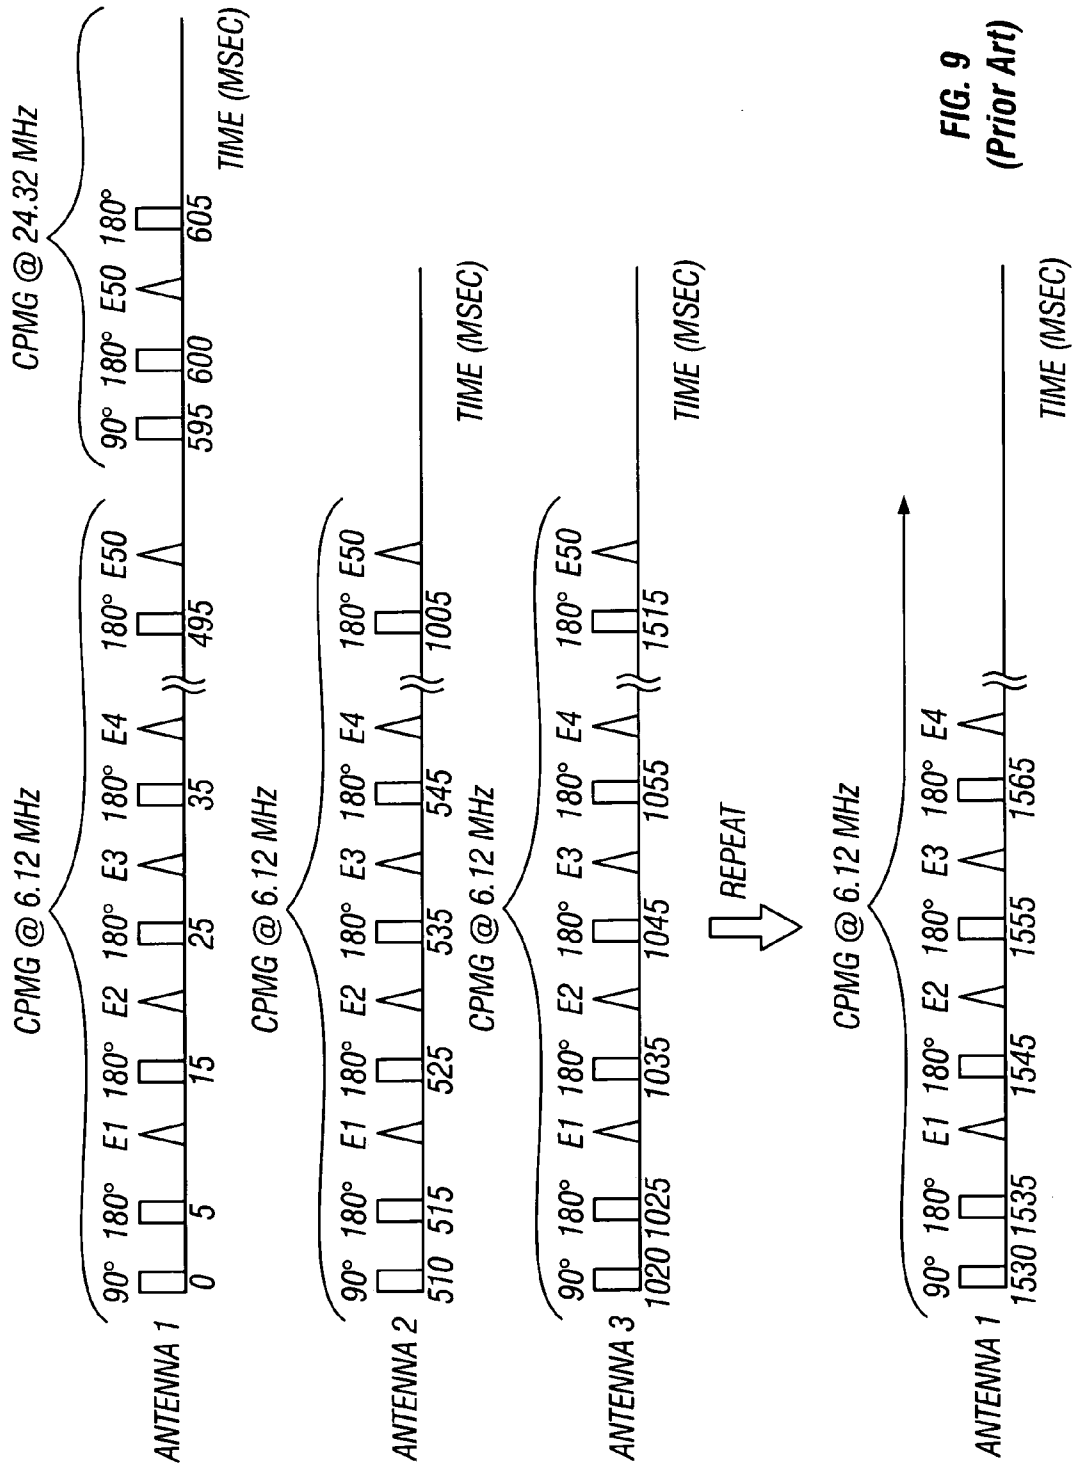 CPMG @ 6.12 MHz
CPMG @ 24.32 MHz
90° 180° E1 180° E2 180° E3 180° E4 180° E50 90° 180° E50 180°
ANTENNA 1
0 5 15 25 35 495 595 600 605
TIME (MSEC)
CPMG @ 6.12 MHz
90° 180° E1 180° E2 180° E3 180° E4 180° E50
ANTENNA 2
510 515 525 535 545 1005
TIME (MSEC)
CPMG @ 6.12 MHz
90° 180° E1 180° E2 180° E3 180° E4 180° E50
ANTENNA 3
1020 1025 1035 1045 1055 1515
TIME (MSEC)
REPEAT
CPMG @ 6.12 MHz
90° 180° E1 180° E2 180° E3 180° E4
ANTENNA 1
1530 1535 1545 1555 1565
TIME (MSEC)
FIG. 9
(Prior Art)